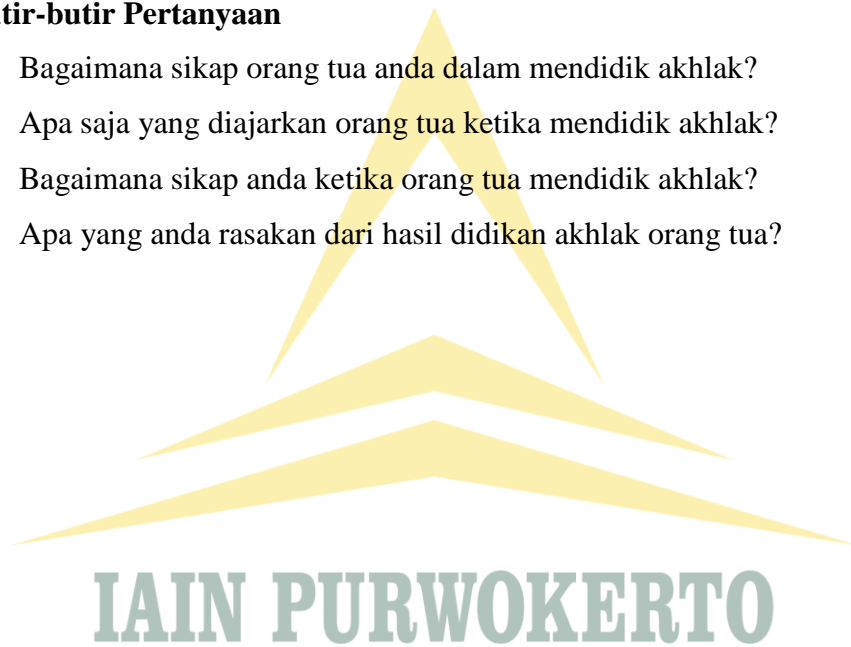 tir-butir Pertanyaan
Bagaimana sikap orang tua anda dalam mendidik akhlak?
Apa saja yang diajarkan orang tua ketika mendidik akhlak?
Bagaimana sikap anda ketika orang tua mendidik akhlak?
Apa yang anda rasakan dari hasil didikan akhlak orang tua?
IAIN PURWOKERTO